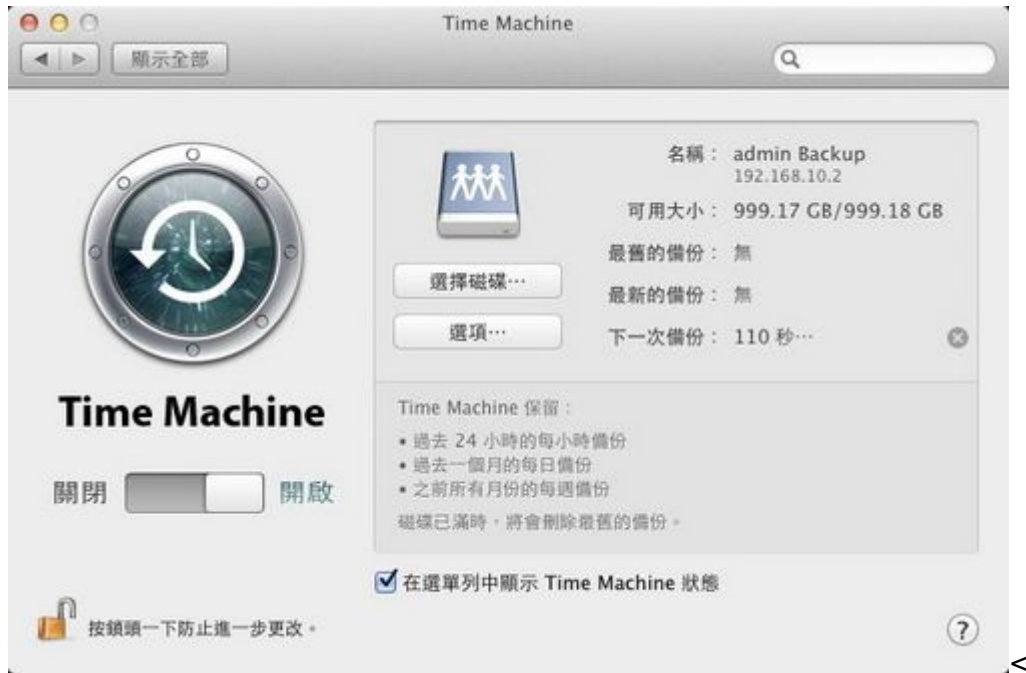 Time Machine
顯示全部
名稱： admin Backup
192.168.10.2
可用大小： 999.17 GB/999.18 GB
最舊的備份： 無
選擇磁碟…
最新的備份： 無
選項…
下一次備份： 110 秒…
Time Machine
Time Machine 保留：
• 過去 24 小時的每小時備份
• 過去一個月的每日備份
• 之前所有月份的每週備份
關閉 開啟
磁碟已滿時，將會刪除最舊的備份。
在選單列中顯示 Time Machine 狀態
按鎖頭一下防止進一步更改。
?
<